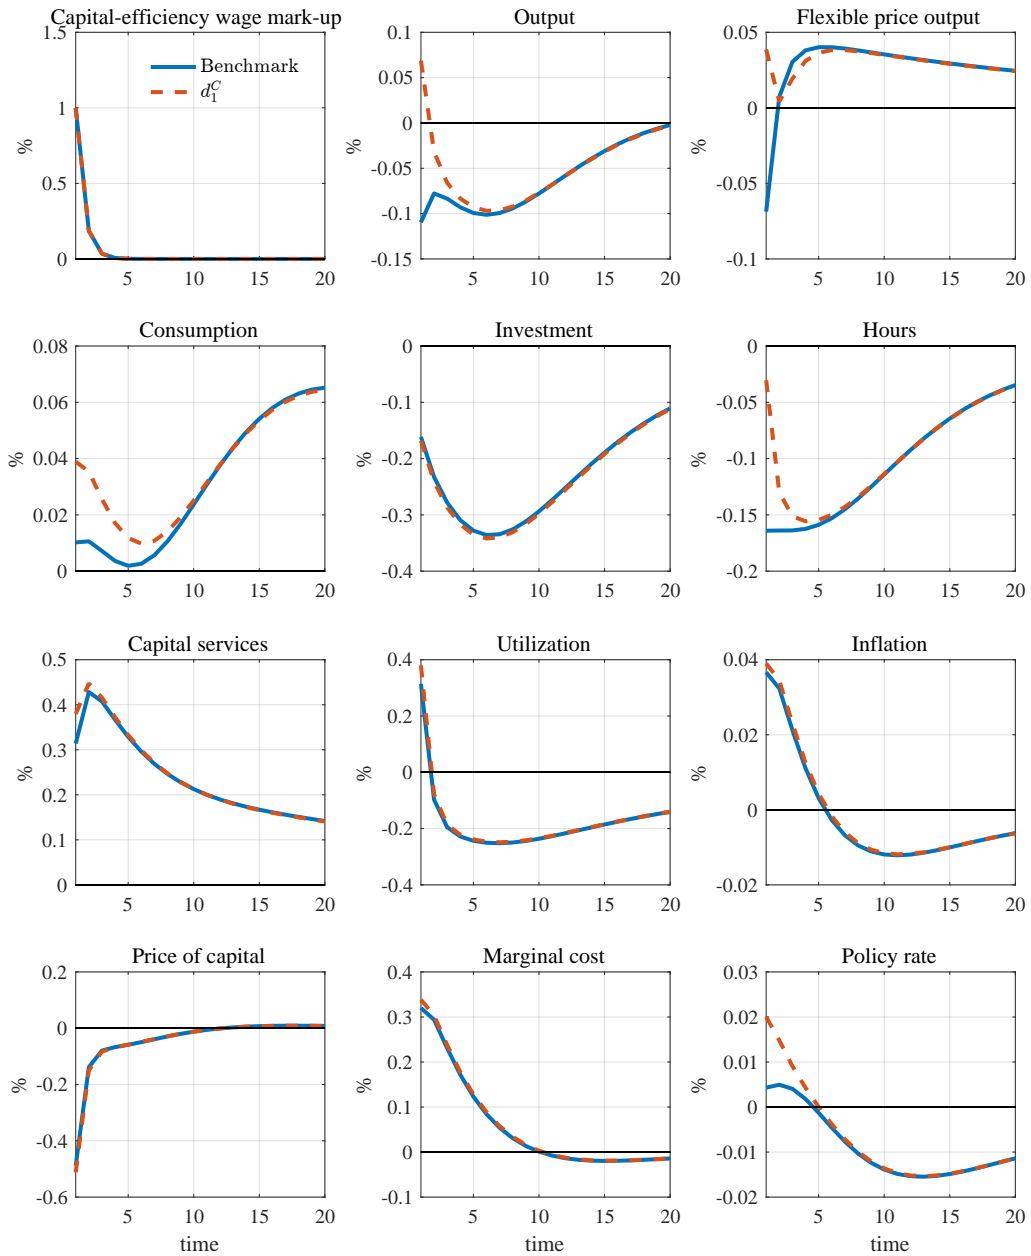 Capital-efficiency wage mark-up
Output
Flexible price output
1.5
1
0.5
0
%
Benchmark
d_1^C
5 10 15 20
0.1
0.05
0
-0.05
-0.1
-0.15
%
5 10 15 20
0.05
0
-0.05
-0.1
%
5 10 15 20
Consumption
Investment
Hours
0.08
0.06
0.04
0.02
0
%
5 10 15 20
0
-0.1
-0.2
-0.3
-0.4
%
5 10 15 20
0
-0.05
-0.1
-0.15
-0.2
%
5 10 15 20
Capital services
Utilization
Inflation
0.5
0.4
0.3
0.2
0.1
0
%
5 10 15 20
0.4
0.2
0
-0.2
-0.4
%
5 10 15 20
0.04
0.02
0
-0.02
%
5 10 15 20
Price of capital
Marginal cost
Policy rate
0.2
0
-0.2
-0.4
-0.6
%
5 10 15 20
time
0.4
0.3
0.2
0.1
0
-0.1
%
5 10 15 20
time
0.03
0.02
0.01
0
-0.01
-0.02
%
5 10 15 20
time